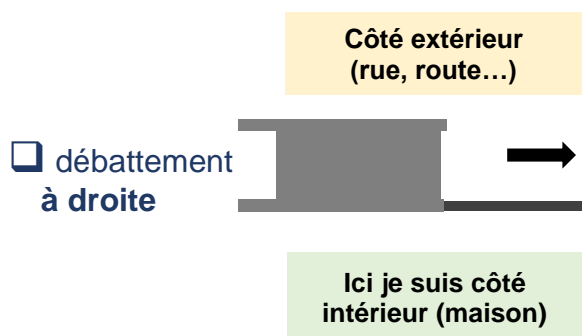 Côté extérieur
(rue, route…)
❑ débattement
à droite
Ici je suis côté
intérieur (maison)